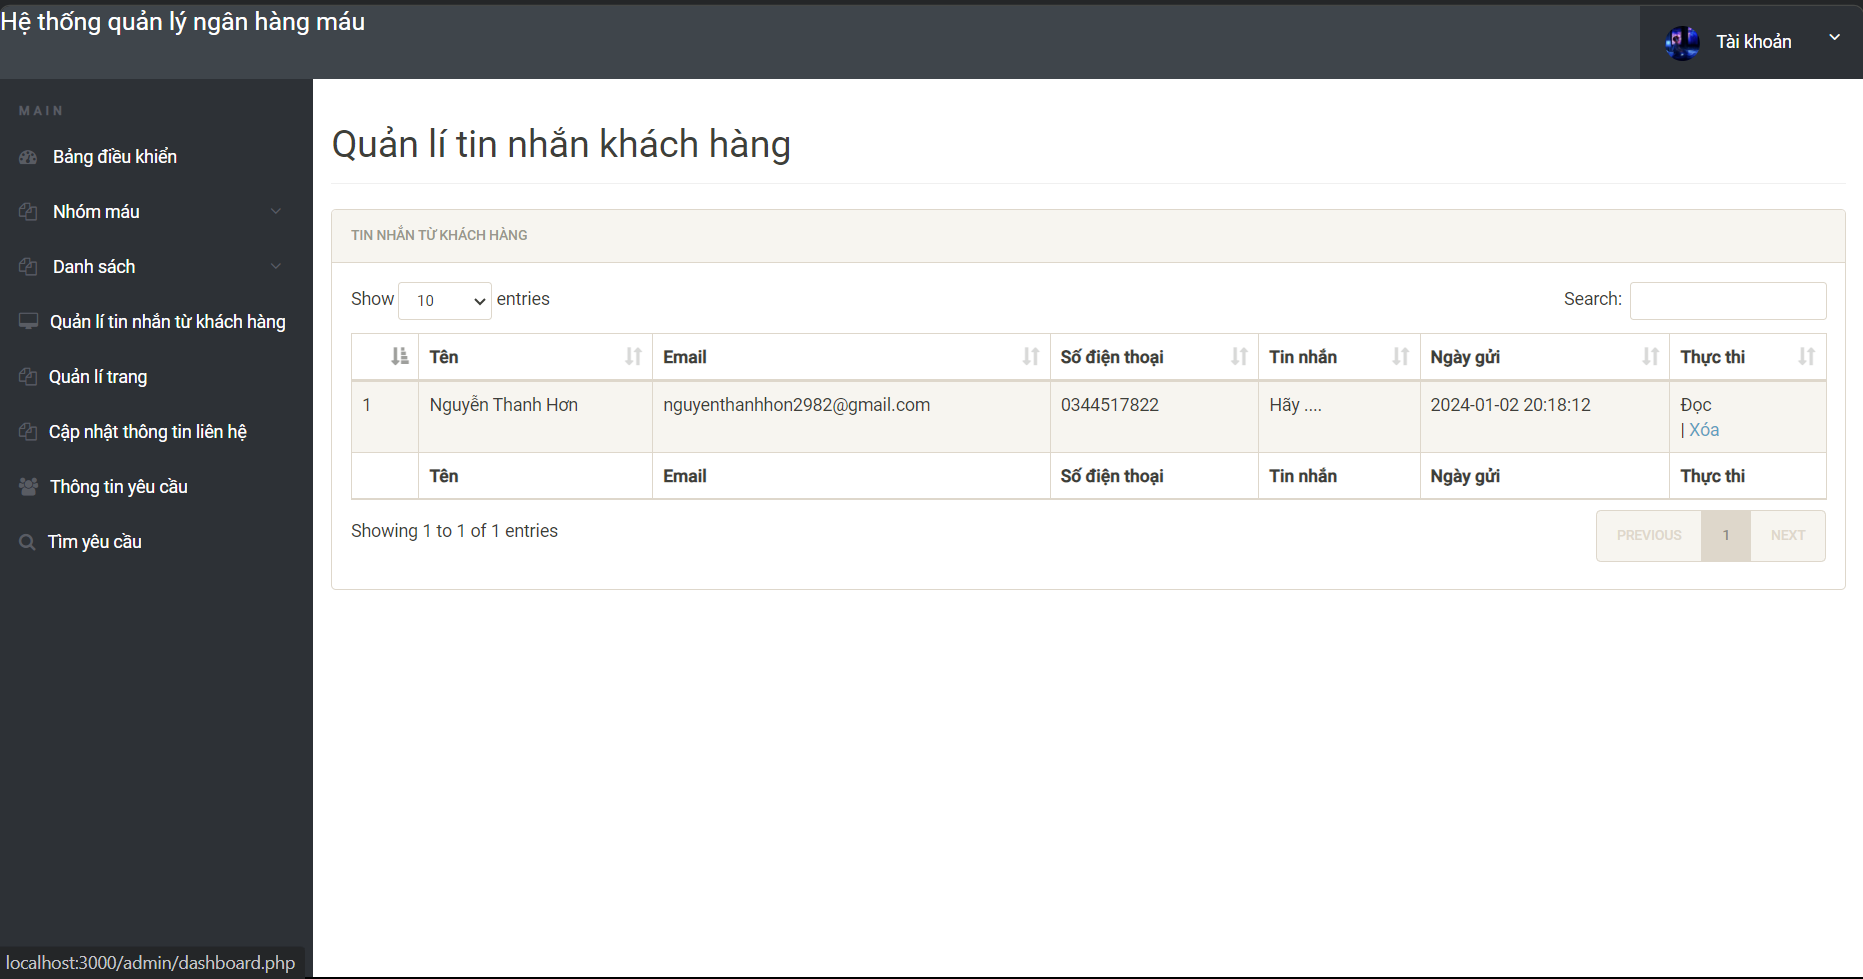 Hệ thống quản lý ngân hàng máu
Tài khoản
MAIN
Bảng điều khiển
Nhóm máu
Danh sách
Quản lí tin nhắn từ khách hàng
Quản lí trang
Cập nhật thông tin liên hệ
Thông tin yêu cầu
Tìm yêu cầu
Quản lí tin nhắn khách hàng
TIN NHẮN TỪ KHÁCH HÀNG
Show 10 entries
Search:
Tên Email Số điện thoại Tin nhắn Ngày gửi Thực thi
1 Nguyễn Thanh Hơn nguyenthanhhon2982@gmail.com 0344517822 Hãy .... 2024-01-02 20:18:12 Đọc
| Xóa
Tên Email Số điện thoại Tin nhắn Ngày gửi Thực thi
Showing 1 to 1 of 1 entries
PREVIOUS 1 NEXT
localhost:3000/admin/dashboard.php